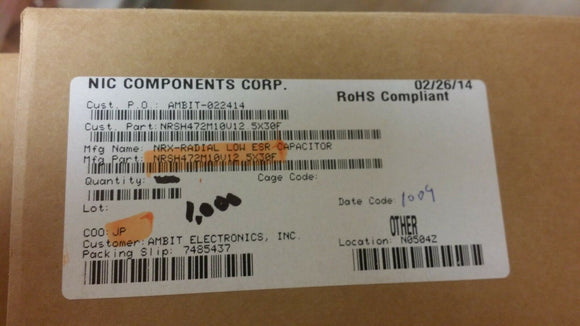 NIC COMPONENTS CORP. 02/26/14
RoHS Compliant
Cust. P.O.: AMBIT-022414
Cust. Part:NRSH472M10V12.5X30F
Mfg Name: NRX-RADIAL LOW ESR CAPACITOR
Mfg Part: NRSH472M10V12.5X30F
Quantity: Cage Code:
1,000
Lot: Date Code: 1009
COO: JP OTHER
Customer:AMBIT ELECTRONICS, INC. Location: N0504Z
Packing Slip: 7485437